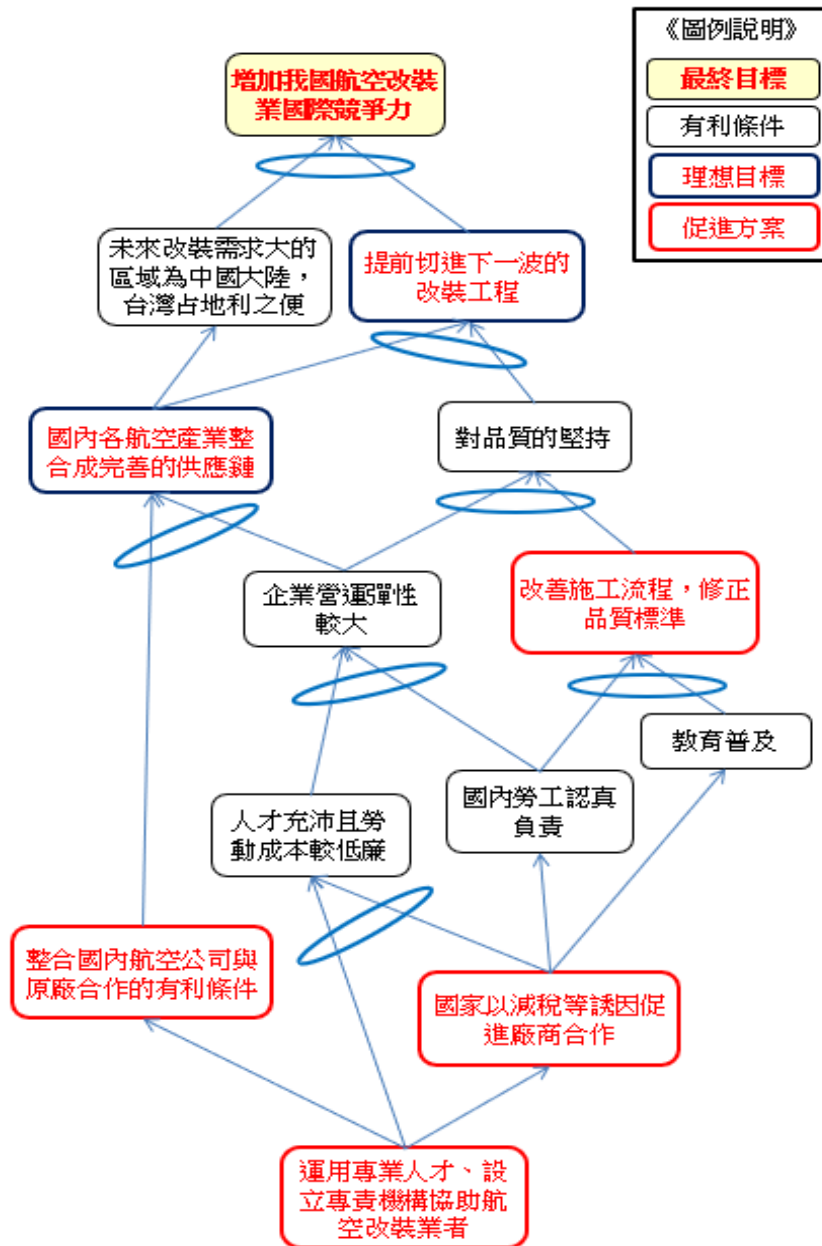 《圖例說明》
最終目標
有利條件
理想目標
促進方案
增加我國航空改裝
業國際競爭力
未來改裝需求大的
區域為中國大陸，
台灣占地利之便
提前切進下一波的
改裝工程
國內各航空產業整
合成完善的供應鏈
對品質的堅持
企業營運彈性
較大
改善施工流程，修正
品質標準
教育普及
人才充沛且勞
動成本較低廉
國內勞工認真
負責
整合國內航空公司與
原廠合作的有利條件
國家以減稅等誘因促
進廠商合作
運用專業人才、設
立專責機構協助航
空改裝業者